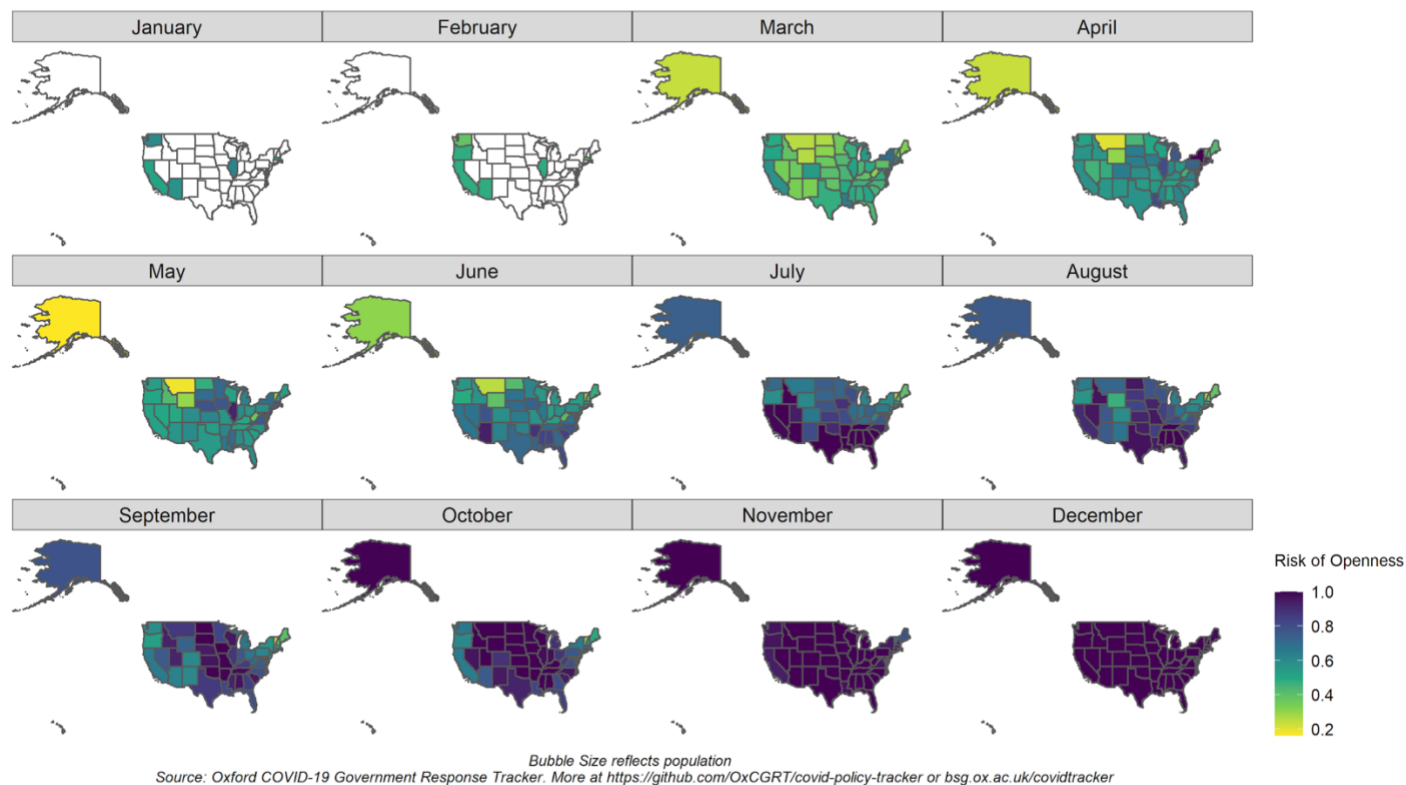 January February March April
May June July August
September October November December
Risk of Openness
1.0
0.8
0.6
0.4
0.2
Bubble Size reflects population
Source: Oxford COVID-19 Government Response Tracker. More at https://github.com/OxCGRT/covid-policy-tracker or bsg.ox.ac.uk/covidtracker